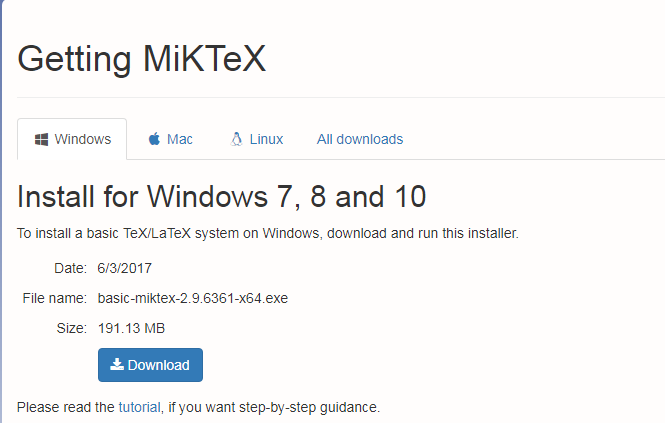 Getting MiKTeX
Windows Mac Linux All downloads
Install for Windows 7, 8 and 10
To install a basic TeX/LaTeX system on Windows, download and run this installer.
Date: 6/3/2017
File name: basic-miktex-2.9.6361-x64.exe
Size: 191.13 MB
Download
Please read the tutorial, if you want step-by-step guidance.